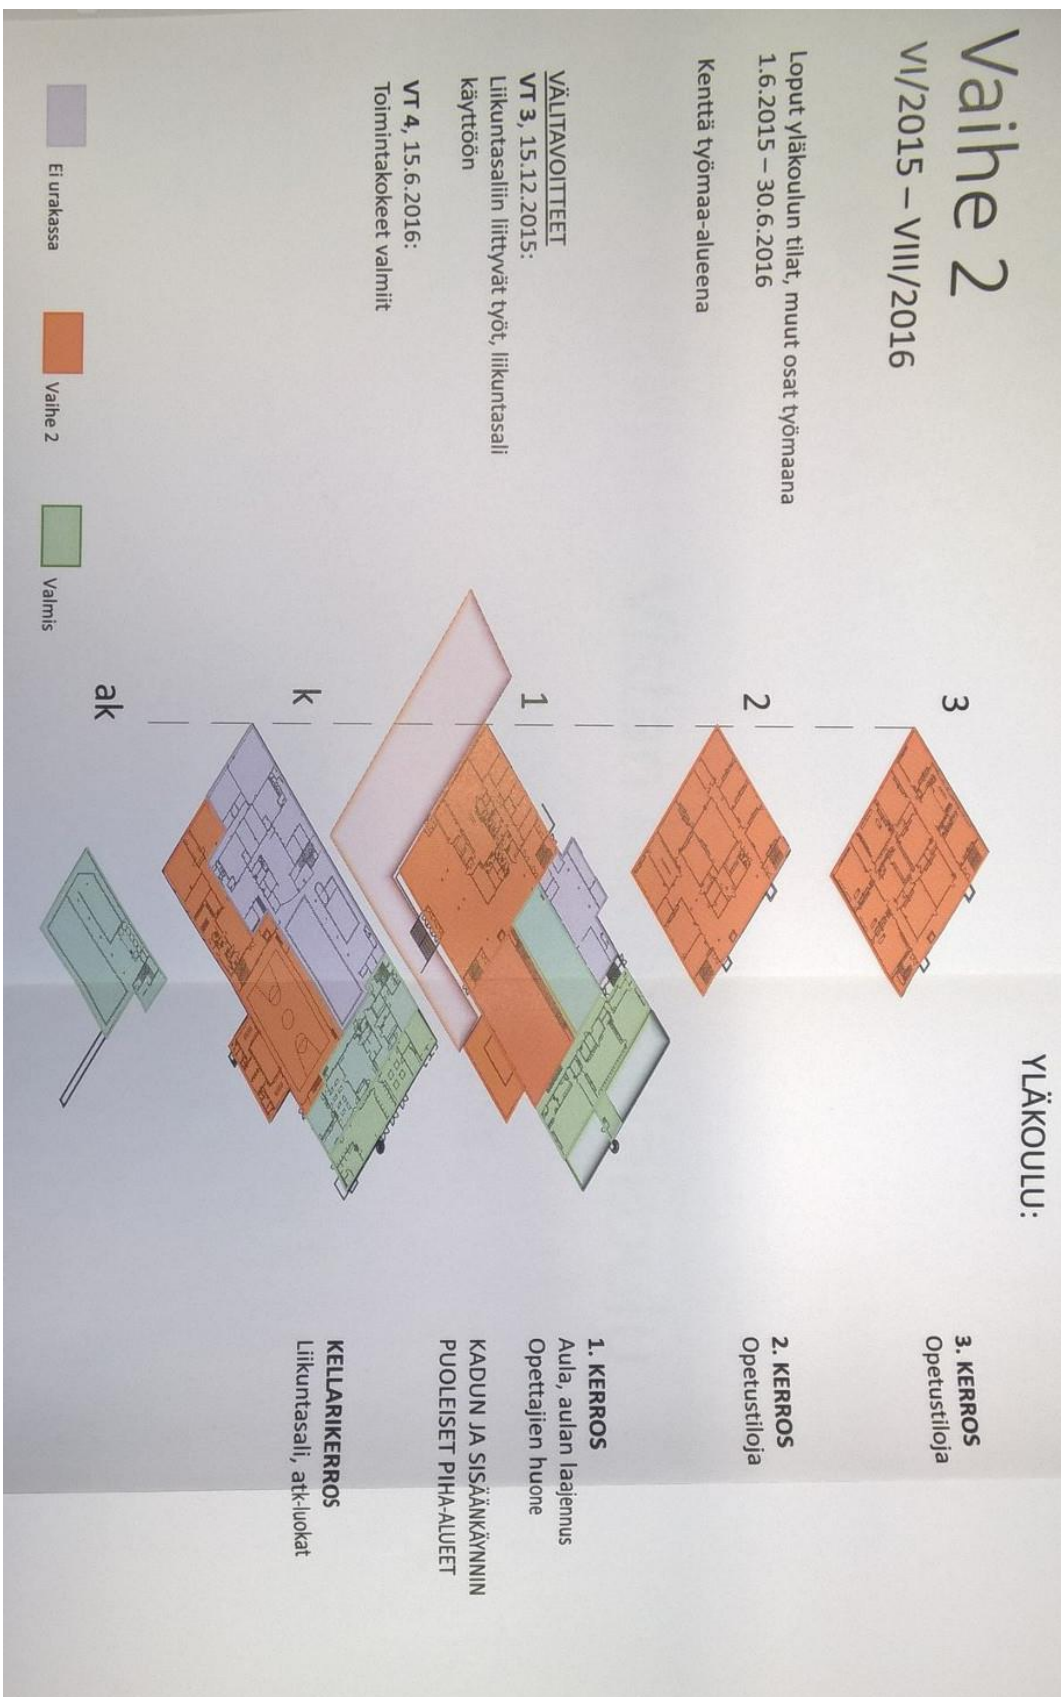 Vaihe 2
VI/2015 – VIII/2016
Loput yläkoulun tilat, muut osat työmaana
1.6.2015 – 30.6.2016
Kenttä työmaa-alueena
VÄLITAVOITTEET
VT 3, 15.12.2015:
Liikuntasaliin liittyvät työt, liikuntasali
käyttöön
VT 4, 15.6.2016:
Toimintakokeet valmiit
Ei urakassa
Vaihe 2
Valmis
3
2
1
k
ak
YLÄKOULU:
3. KERROS
Opetustiloja
2. KERROS
Opetustiloja
1. KERROS
Aula, aulan laajennus
Opettajien huone
KADUN JA SISÄÄNKÄYNNIN
PUOLEISET PIHA-ALUEET
KELLARIKERROS
Liikuntasali, atk-luokat